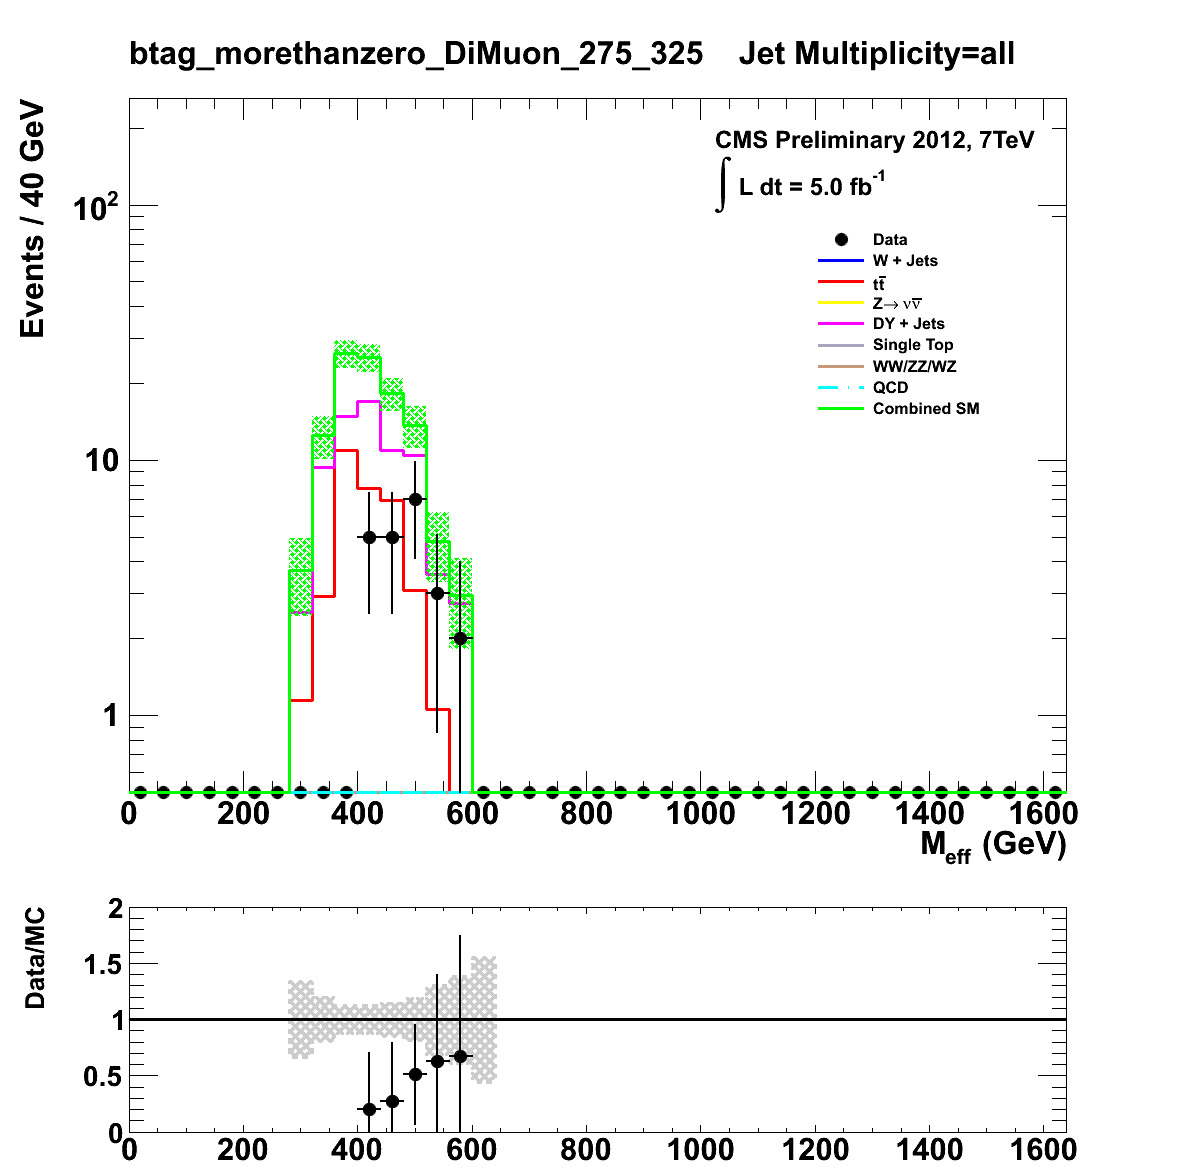 btag_morethanzero_DiMuon_275_325 Jet Multiplicity=all
Events / 40 GeV
CMS Preliminary 2012, 7TeV
∫ L dt = 5.0 fb⁻¹
Data
W + Jets
tt̅
Z→ νν̅
DY + Jets
Single Top
WW/ZZ/WZ
QCD
Combined SM
10²
10
1
0 200 400 600 800 1000 1200 1400 1600
M_eff (GeV)
Data/MC
2
1.5
1
0.5
0
0 200 400 600 800 1000 1200 1400 1600